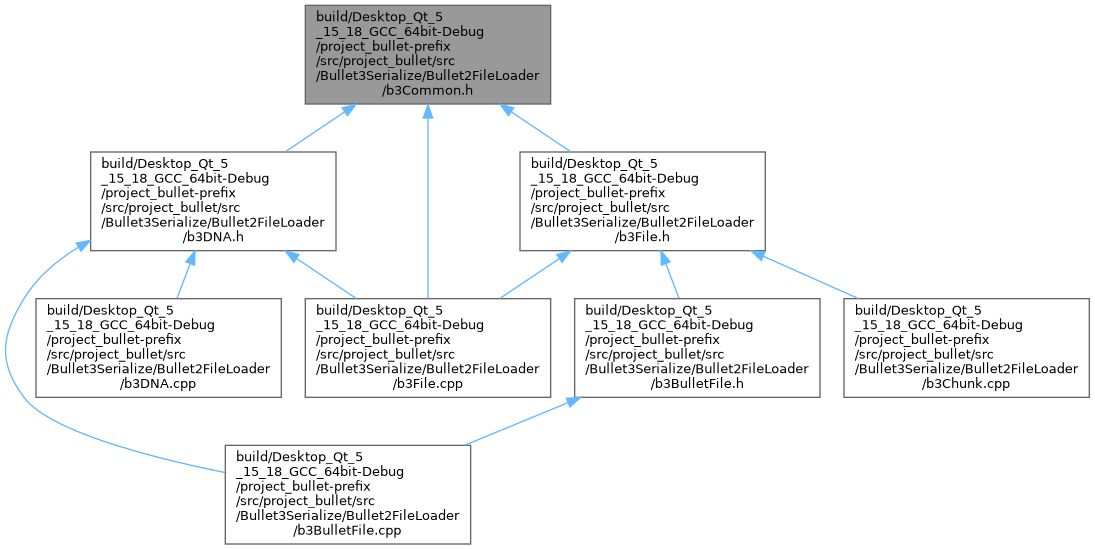 build/Desktop_Qt_5
_15_18_GCC_64bit-Debug
/project_bullet-prefix
/src/project_bullet/src
/Bullet3Serialize/Bullet2FileLoader
/b3Common.h
build/Desktop_Qt_5
_15_18_GCC_64bit-Debug
/project_bullet-prefix
/src/project_bullet/src
/Bullet3Serialize/Bullet2FileLoader
/b3DNA.h
build/Desktop_Qt_5
_15_18_GCC_64bit-Debug
/project_bullet-prefix
/src/project_bullet/src
/Bullet3Serialize/Bullet2FileLoader
/b3File.h
build/Desktop_Qt_5
_15_18_GCC_64bit-Debug
/project_bullet-prefix
/src/project_bullet/src
/Bullet3Serialize/Bullet2FileLoader
/b3DNA.cpp
build/Desktop_Qt_5
_15_18_GCC_64bit-Debug
/project_bullet-prefix
/src/project_bullet/src
/Bullet3Serialize/Bullet2FileLoader
/b3File.cpp
build/Desktop_Qt_5
_15_18_GCC_64bit-Debug
/project_bullet-prefix
/src/project_bullet/src
/Bullet3Serialize/Bullet2FileLoader
/b3BulletFile.h
build/Desktop_Qt_5
_15_18_GCC_64bit-Debug
/project_bullet-prefix
/src/project_bullet/src
/Bullet3Serialize/Bullet2FileLoader
/b3Chunk.cpp
build/Desktop_Qt_5
_15_18_GCC_64bit-Debug
/project_bullet-prefix
/src/project_bullet/src
/Bullet3Serialize/Bullet2FileLoader
/b3BulletFile.cpp